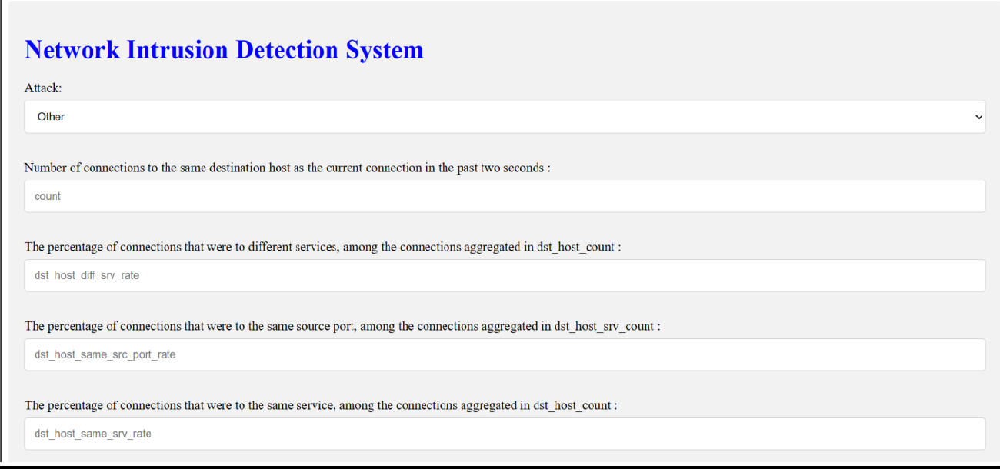 Network Intrusion Detection System
Attack:
Other
Number of connections to the same destination host as the current connection in the past two seconds :
count
The percentage of connections that were to different services, among the connections aggregated in dst_host_count :
dst_host_diff_srv_rate
The percentage of connections that were to the same source port, among the connections aggregated in dst_host_srv_count :
dst_host_same_src_port_rate
The percentage of connections that were to the same service, among the connections aggregated in dst_host_count :
dst_host_same_srv_rate